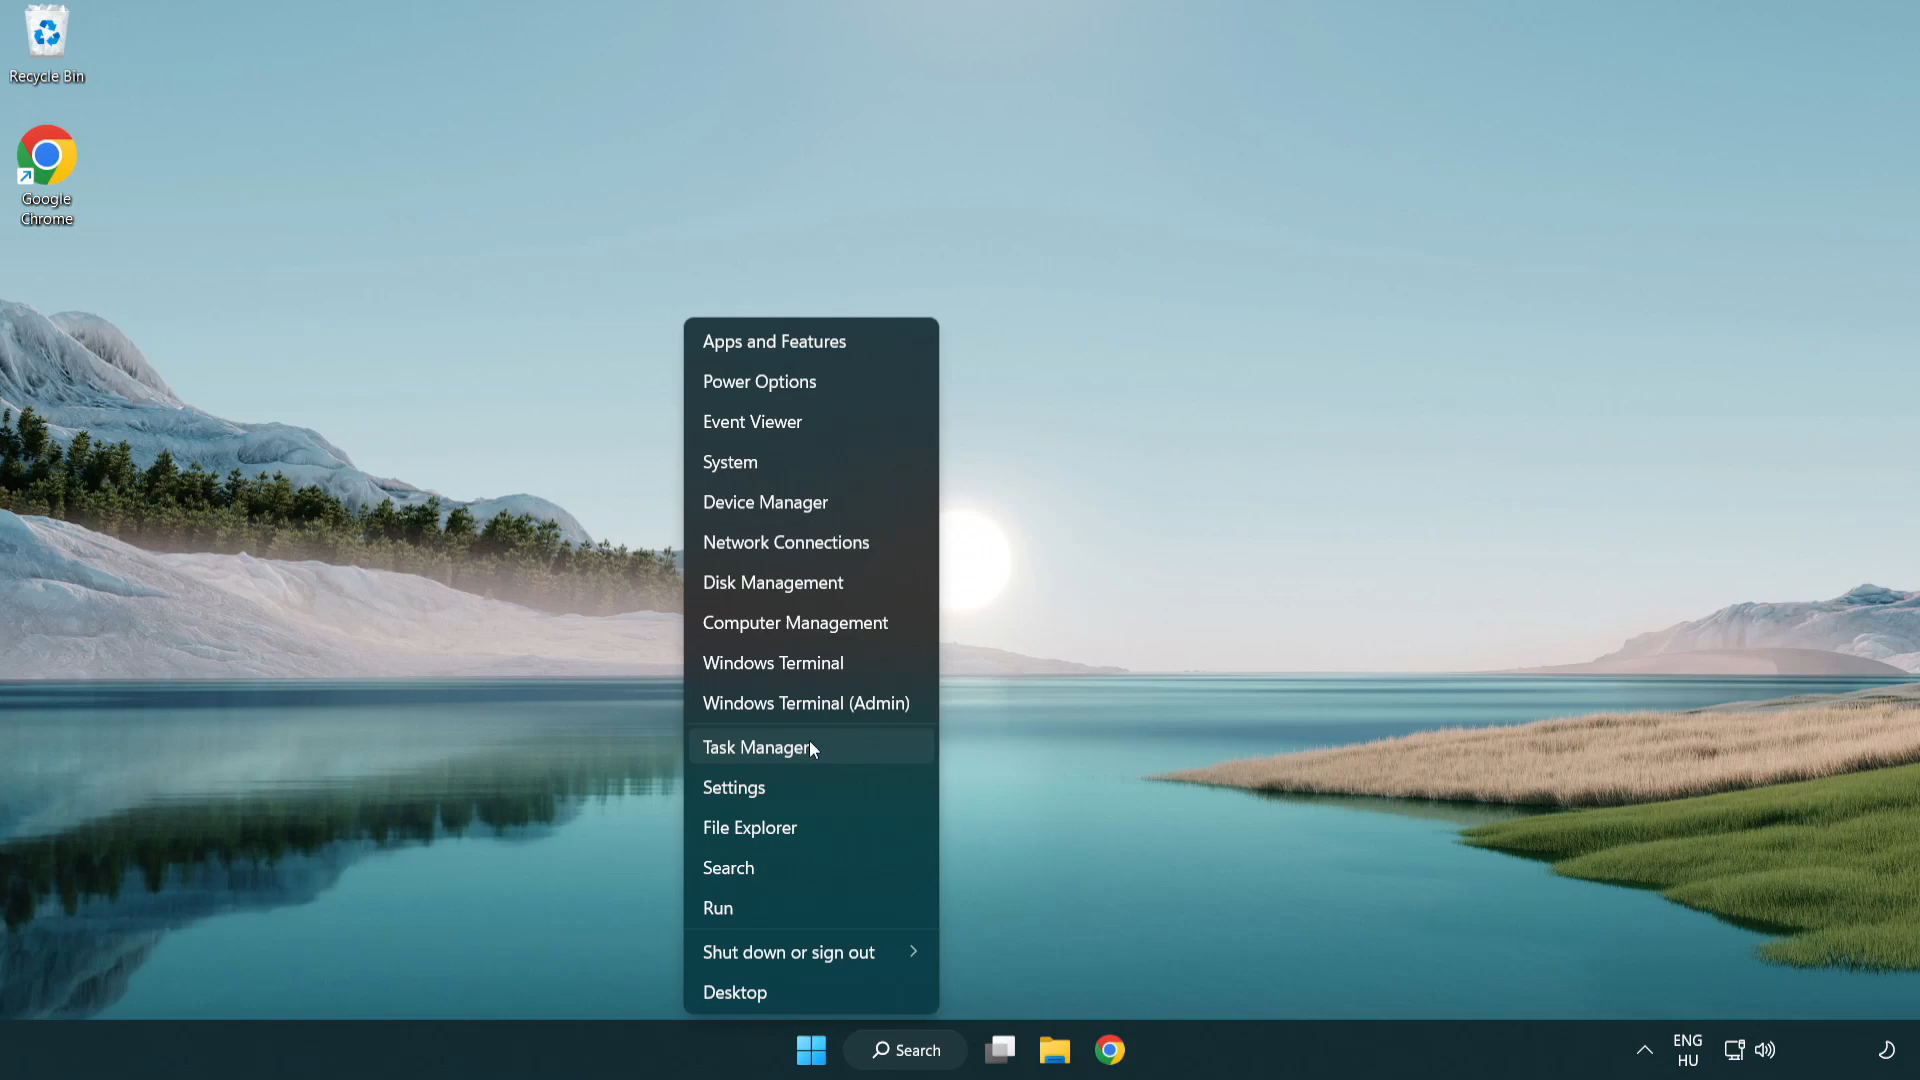 Recycle Bin
Google
Chrome
Apps and Features
Power Options
Event Viewer
System
Device Manager
Network Connections
Disk Management
Computer Management
Windows Terminal
Windows Terminal (Admin)
Task Manager
Settings
File Explorer
Search
Run
Shut down or sign out
Desktop
Search
ENG
HU